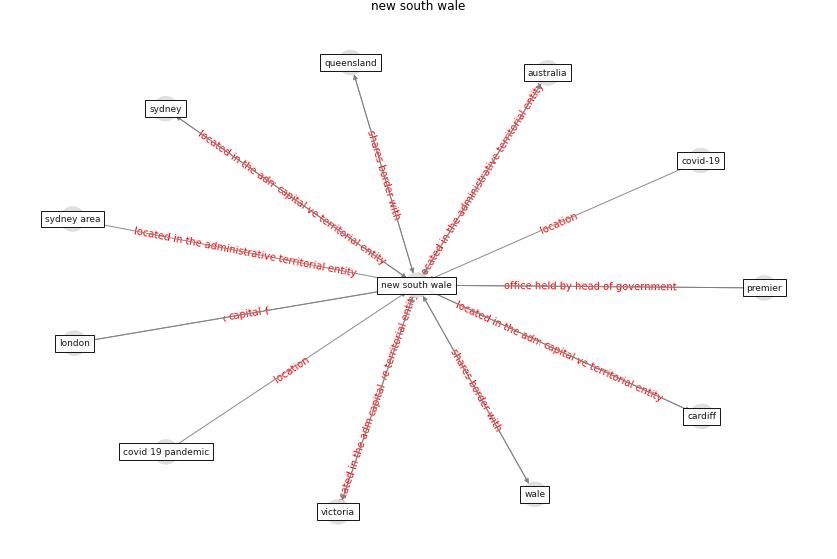 new south wale
queensland
australia
sydney
shares border with
located in the administrative territorial entity
covid-19
located in the adm capital ve territorial entity
location
sydney area
located in the administrative territorial entity
new south wale
office held by head of government
premier
capital
london
located in the adm capital ve territorial entity
location
shares border with
cardiff
covid 19 pandemic
in the adm capital ve territorial entity
wale
victoria